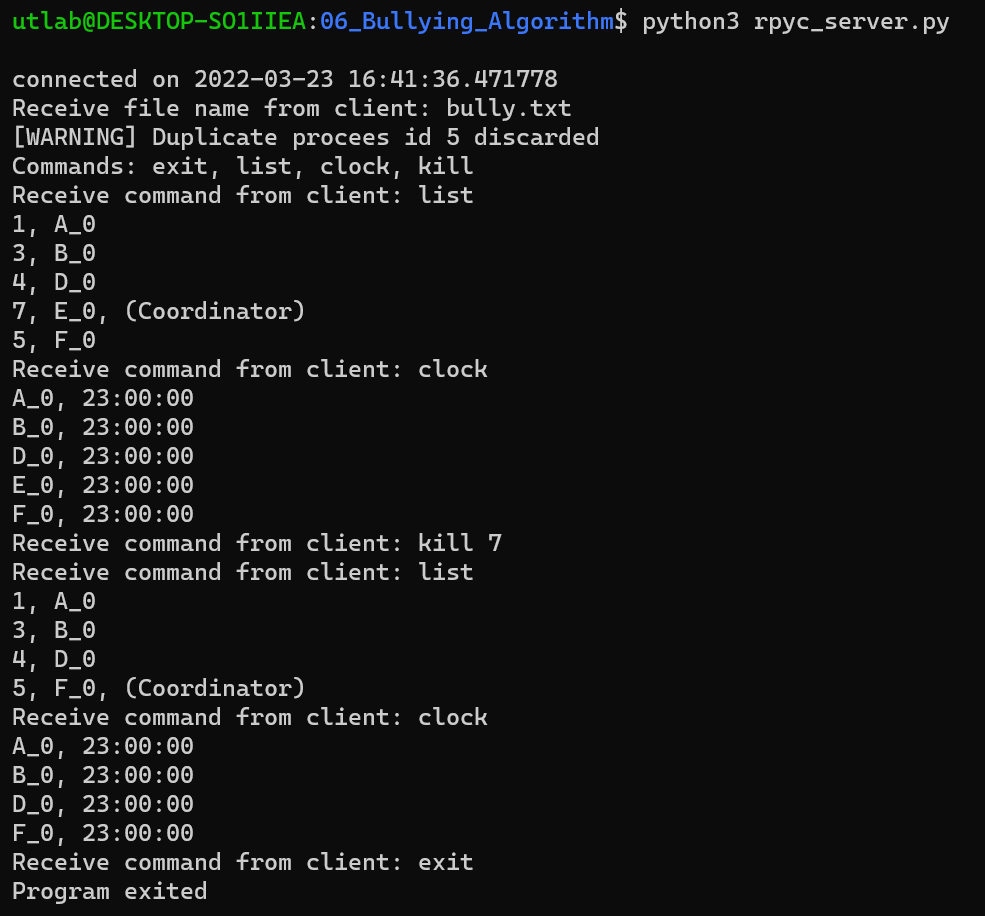 utlab@DESKTOP-SO1IIEA:06_Bullying_Algorithm$ python3 rpyc_server.py
connected on 2022-03-23 16:41:36.471778
Receive file name from client: bully.txt
[WARNING] Duplicate procees id 5 discarded
Commands: exit, list, clock, kill
Receive command from client: list
1, A_0
3, B_0
4, D_0
7, E_0, (Coordinator)
5, F_0
Receive command from client: clock
A_0, 23:00:00
B_0, 23:00:00
D_0, 23:00:00
E_0, 23:00:00
F_0, 23:00:00
Receive command from client: kill 7
Receive command from client: list
1, A_0
3, B_0
4, D_0
5, F_0, (Coordinator)
Receive command from client: clock
A_0, 23:00:00
B_0, 23:00:00
D_0, 23:00:00
F_0, 23:00:00
Receive command from client: exit
Program exited